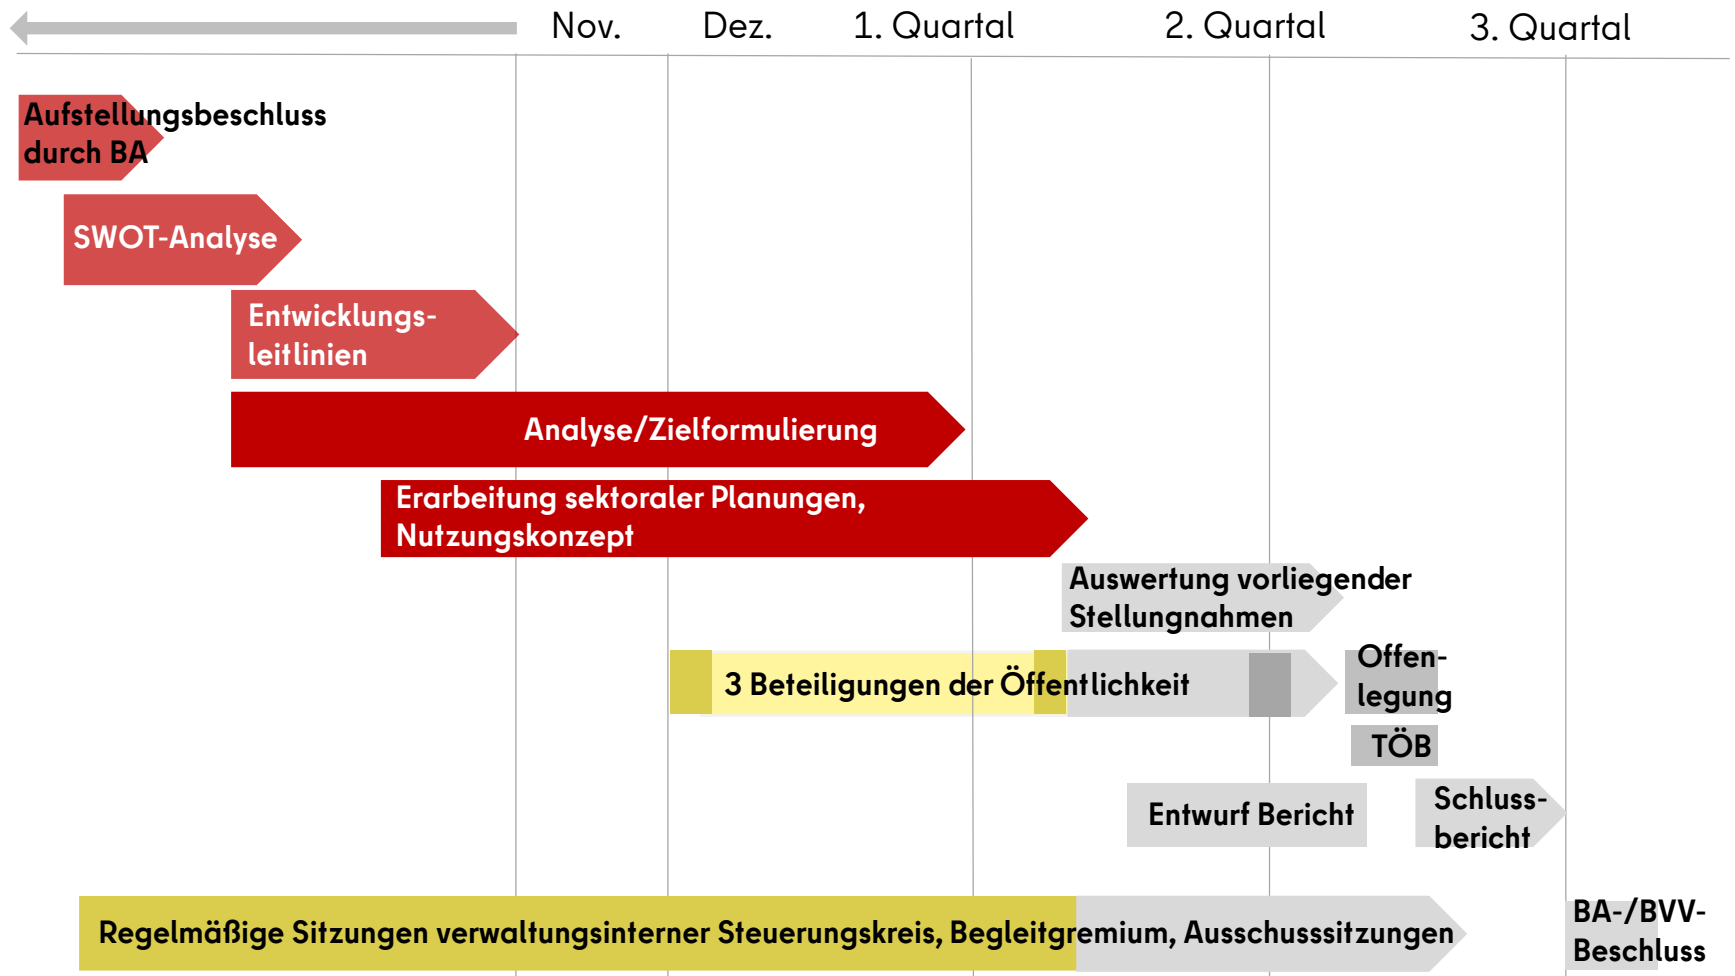 Nov. Dez. 1. Quartal 2. Quartal 3. Quartal
Aufstellungsbeschluss
durch BA
SWOT-Analyse
Entwicklungs-
leitlinien
Analyse/Zielformulierung
Erarbeitung sektoraler Planungen,
Nutzungskonzept
Auswertung vorliegender
Stellungnahmen
3 Beteiligungen der Öffentlichkeit
Offen-
legung
TÖB
Entwurf Bericht
Schluss-
bericht
Regelmäßige Sitzungen verwaltungsinterner Steuerungskreis, Begleitgremium, Ausschusssitzungen
BA-/BVV-
Beschluss